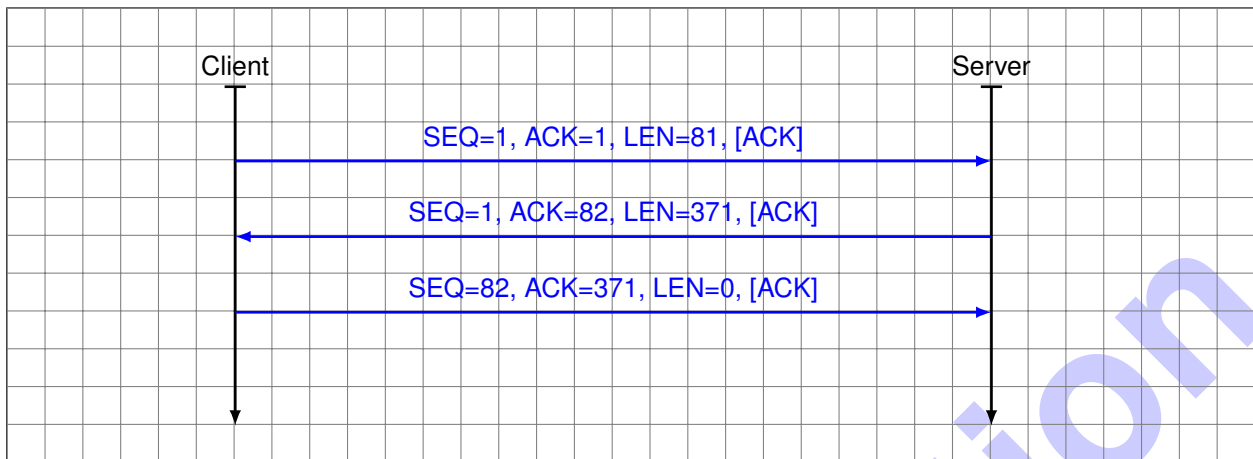 Client
Server
SEQ=1, ACK=1, LEN=81, [ACK]
SEQ=1, ACK=82, LEN=371, [ACK]
SEQ=82, ACK=371, LEN=0, [ACK]